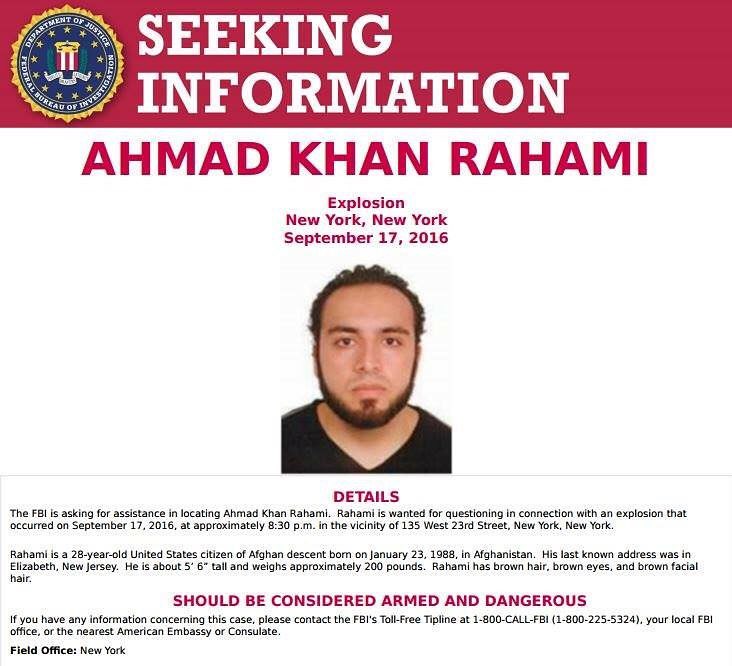 DEPARTMENT OF JUSTICE
FEDERAL BUREAU OF INVESTIGATION
SEEKING
INFORMATION
AHMAD KHAN RAHAMI
Explosion
New York, New York
September 17, 2016
DETAILS
The FBI is asking for assistance in locating Ahmad Khan Rahami.  Rahami is wanted for questioning in connection with an explosion that
occurred on September 17, 2016, at approximately 8:30 p.m. in the vicinity of 135 West 23rd Street, New York, New York.
Rahami is a 28-year-old United States citizen of Afghan descent born on January 23, 1988, in Afghanistan.  His last known address was in
Elizabeth, New Jersey.  He is about 5’ 6” tall and weighs approximately 200 pounds.  Rahami has brown hair, brown eyes, and brown facial
hair.
SHOULD BE CONSIDERED ARMED AND DANGEROUS
If you have any information concerning this case, please contact the FBI's Toll-Free Tipline at 1-800-CALL-FBI (1-800-225-5324), your local FBI
office, or the nearest American Embassy or Consulate.
Field Office: New York